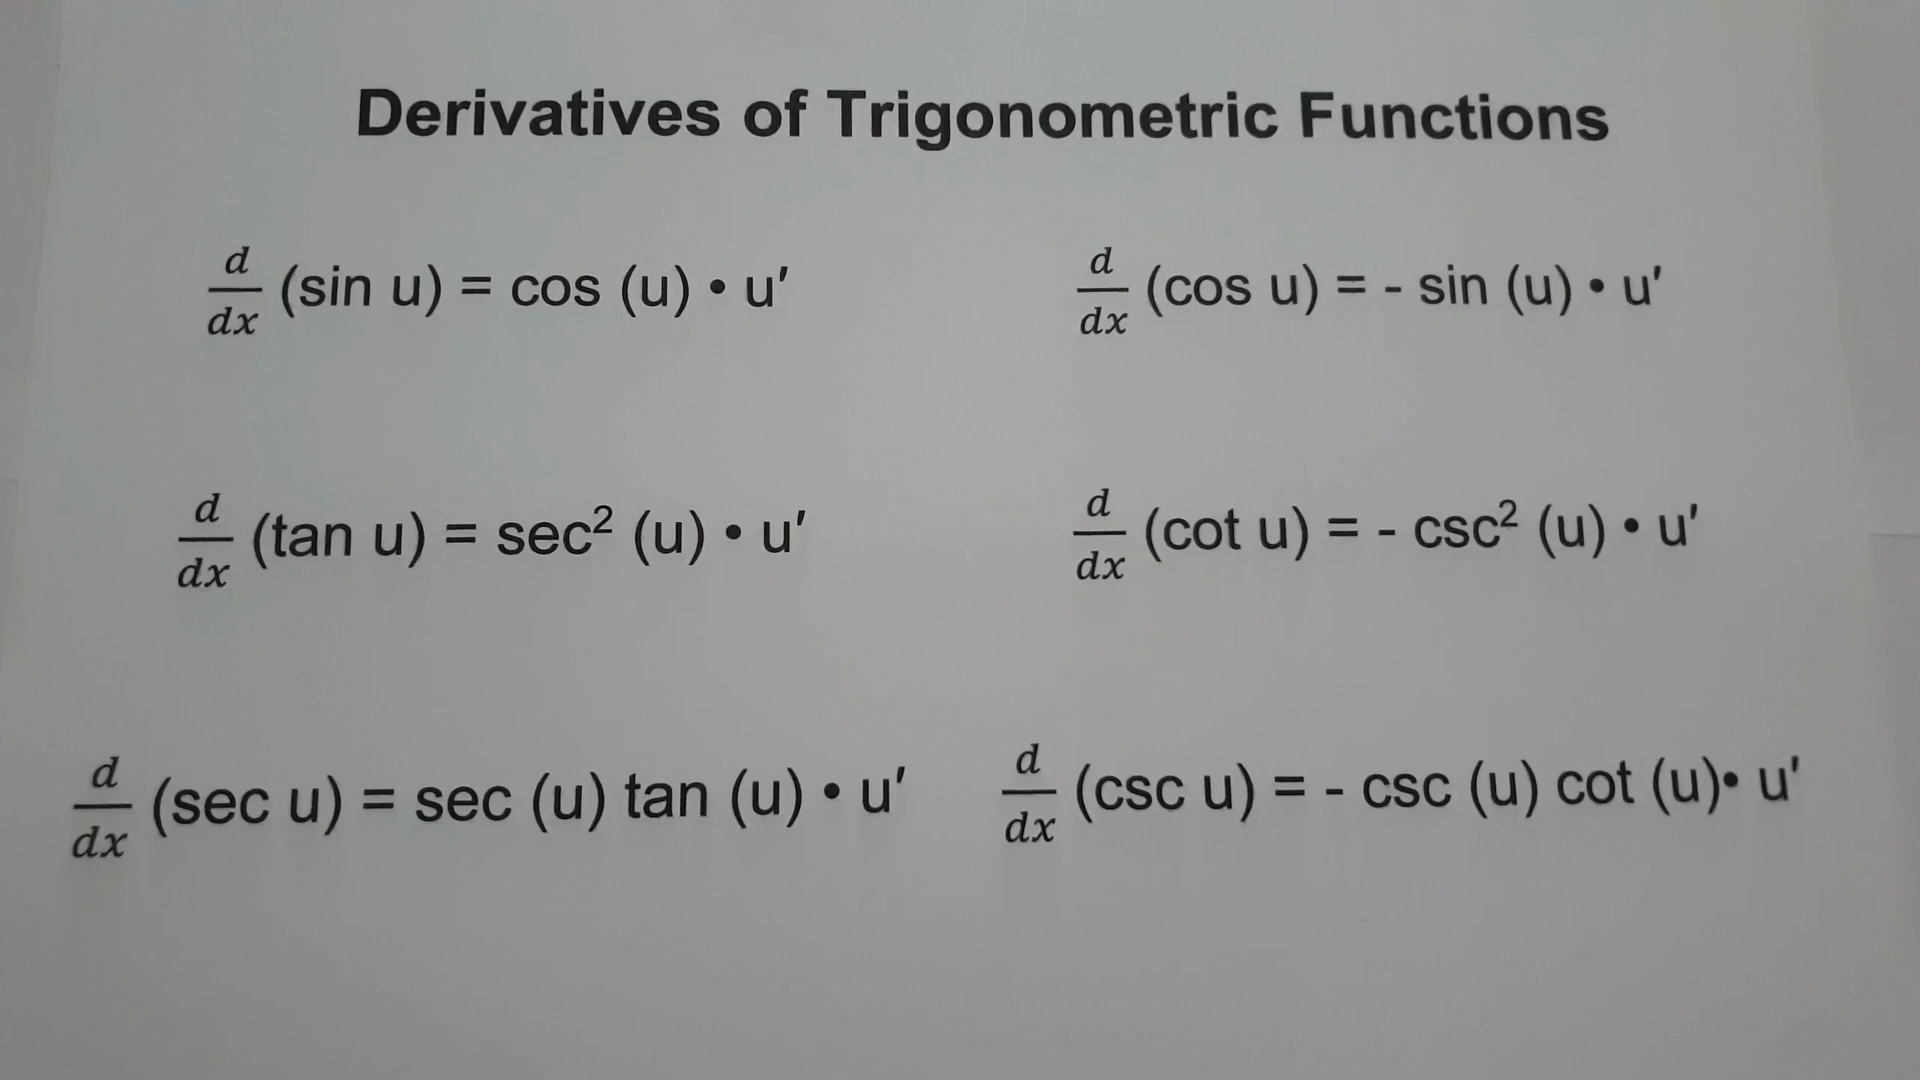 Derivatives of Trigonometric Functions
d/dx (sin u) = cos (u) • u′
d/dx (cos u) = - sin (u) • u′
d/dx (tan u) = sec² (u) • u′
d/dx (cot u) = - csc² (u) • u′
d/dx (sec u) = sec (u) tan (u) • u′
d/dx (csc u) = - csc (u) cot (u)• u′